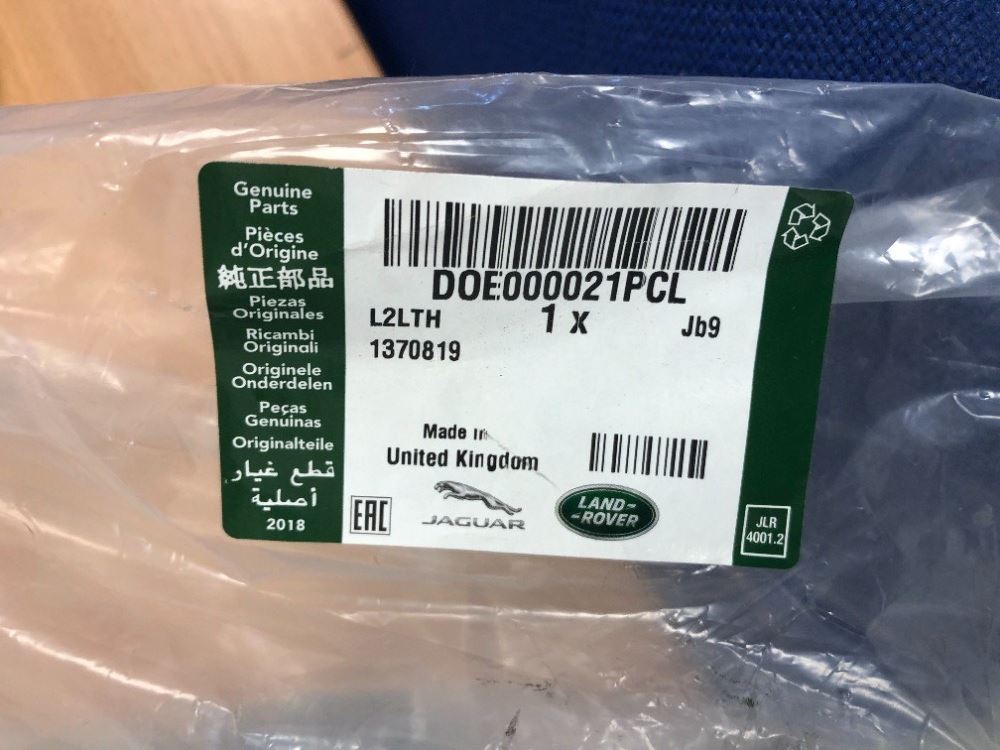 Genuine
Parts
Pièces
d'Origine
純正部品
Piezas
Originales
Ricambi
Originali
Originele
Onderdelen
Peças
Genuinas
Originalteile
قطع غيار
أصلية
2018
DOE000021PCL
L2LTH
1 x
Jb9
1370819
Made in
United Kingdom
EAC
JAGUAR
LAND-
-ROVER
JLR
4001.2